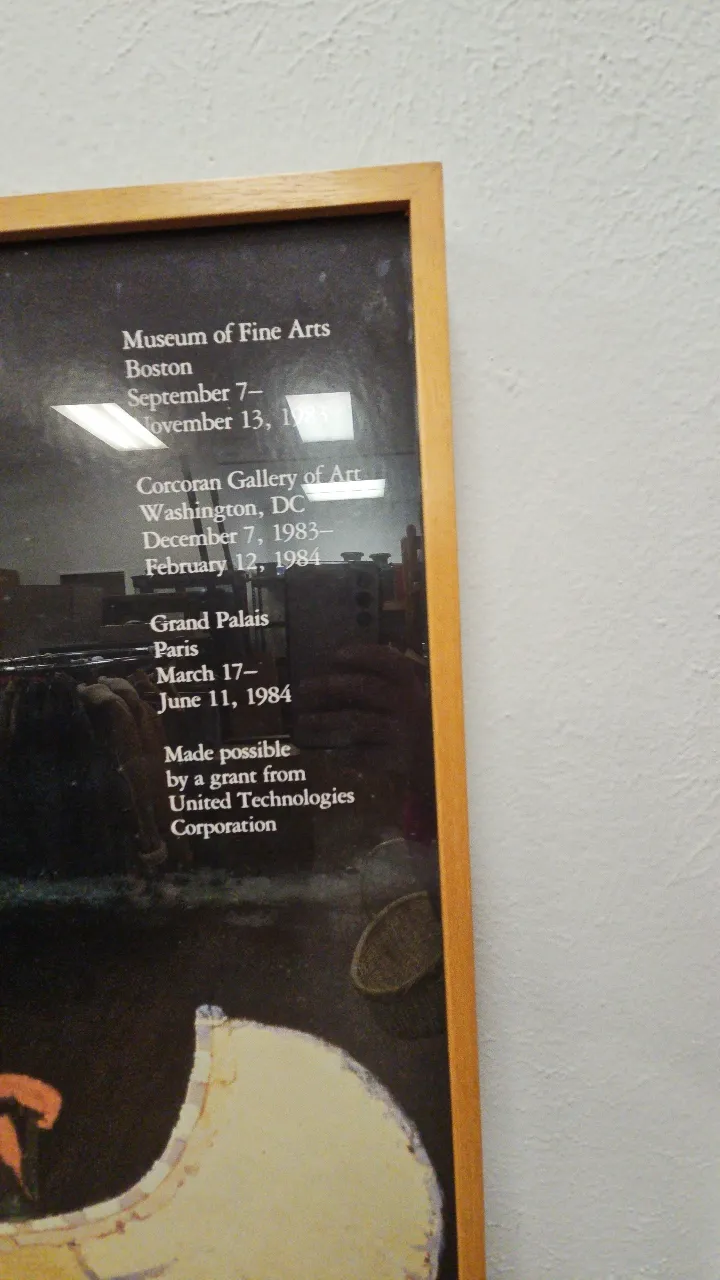 Museum of Fine Arts
Boston
September 7–
November 13, 1983
Corcoran Gallery of Art
Washington, DC
December 7, 1983–
February 12, 1984
Grand Palais
Paris
March 17–
June 11, 1984
Made possible
by a grant from
United Technologies
Corporation